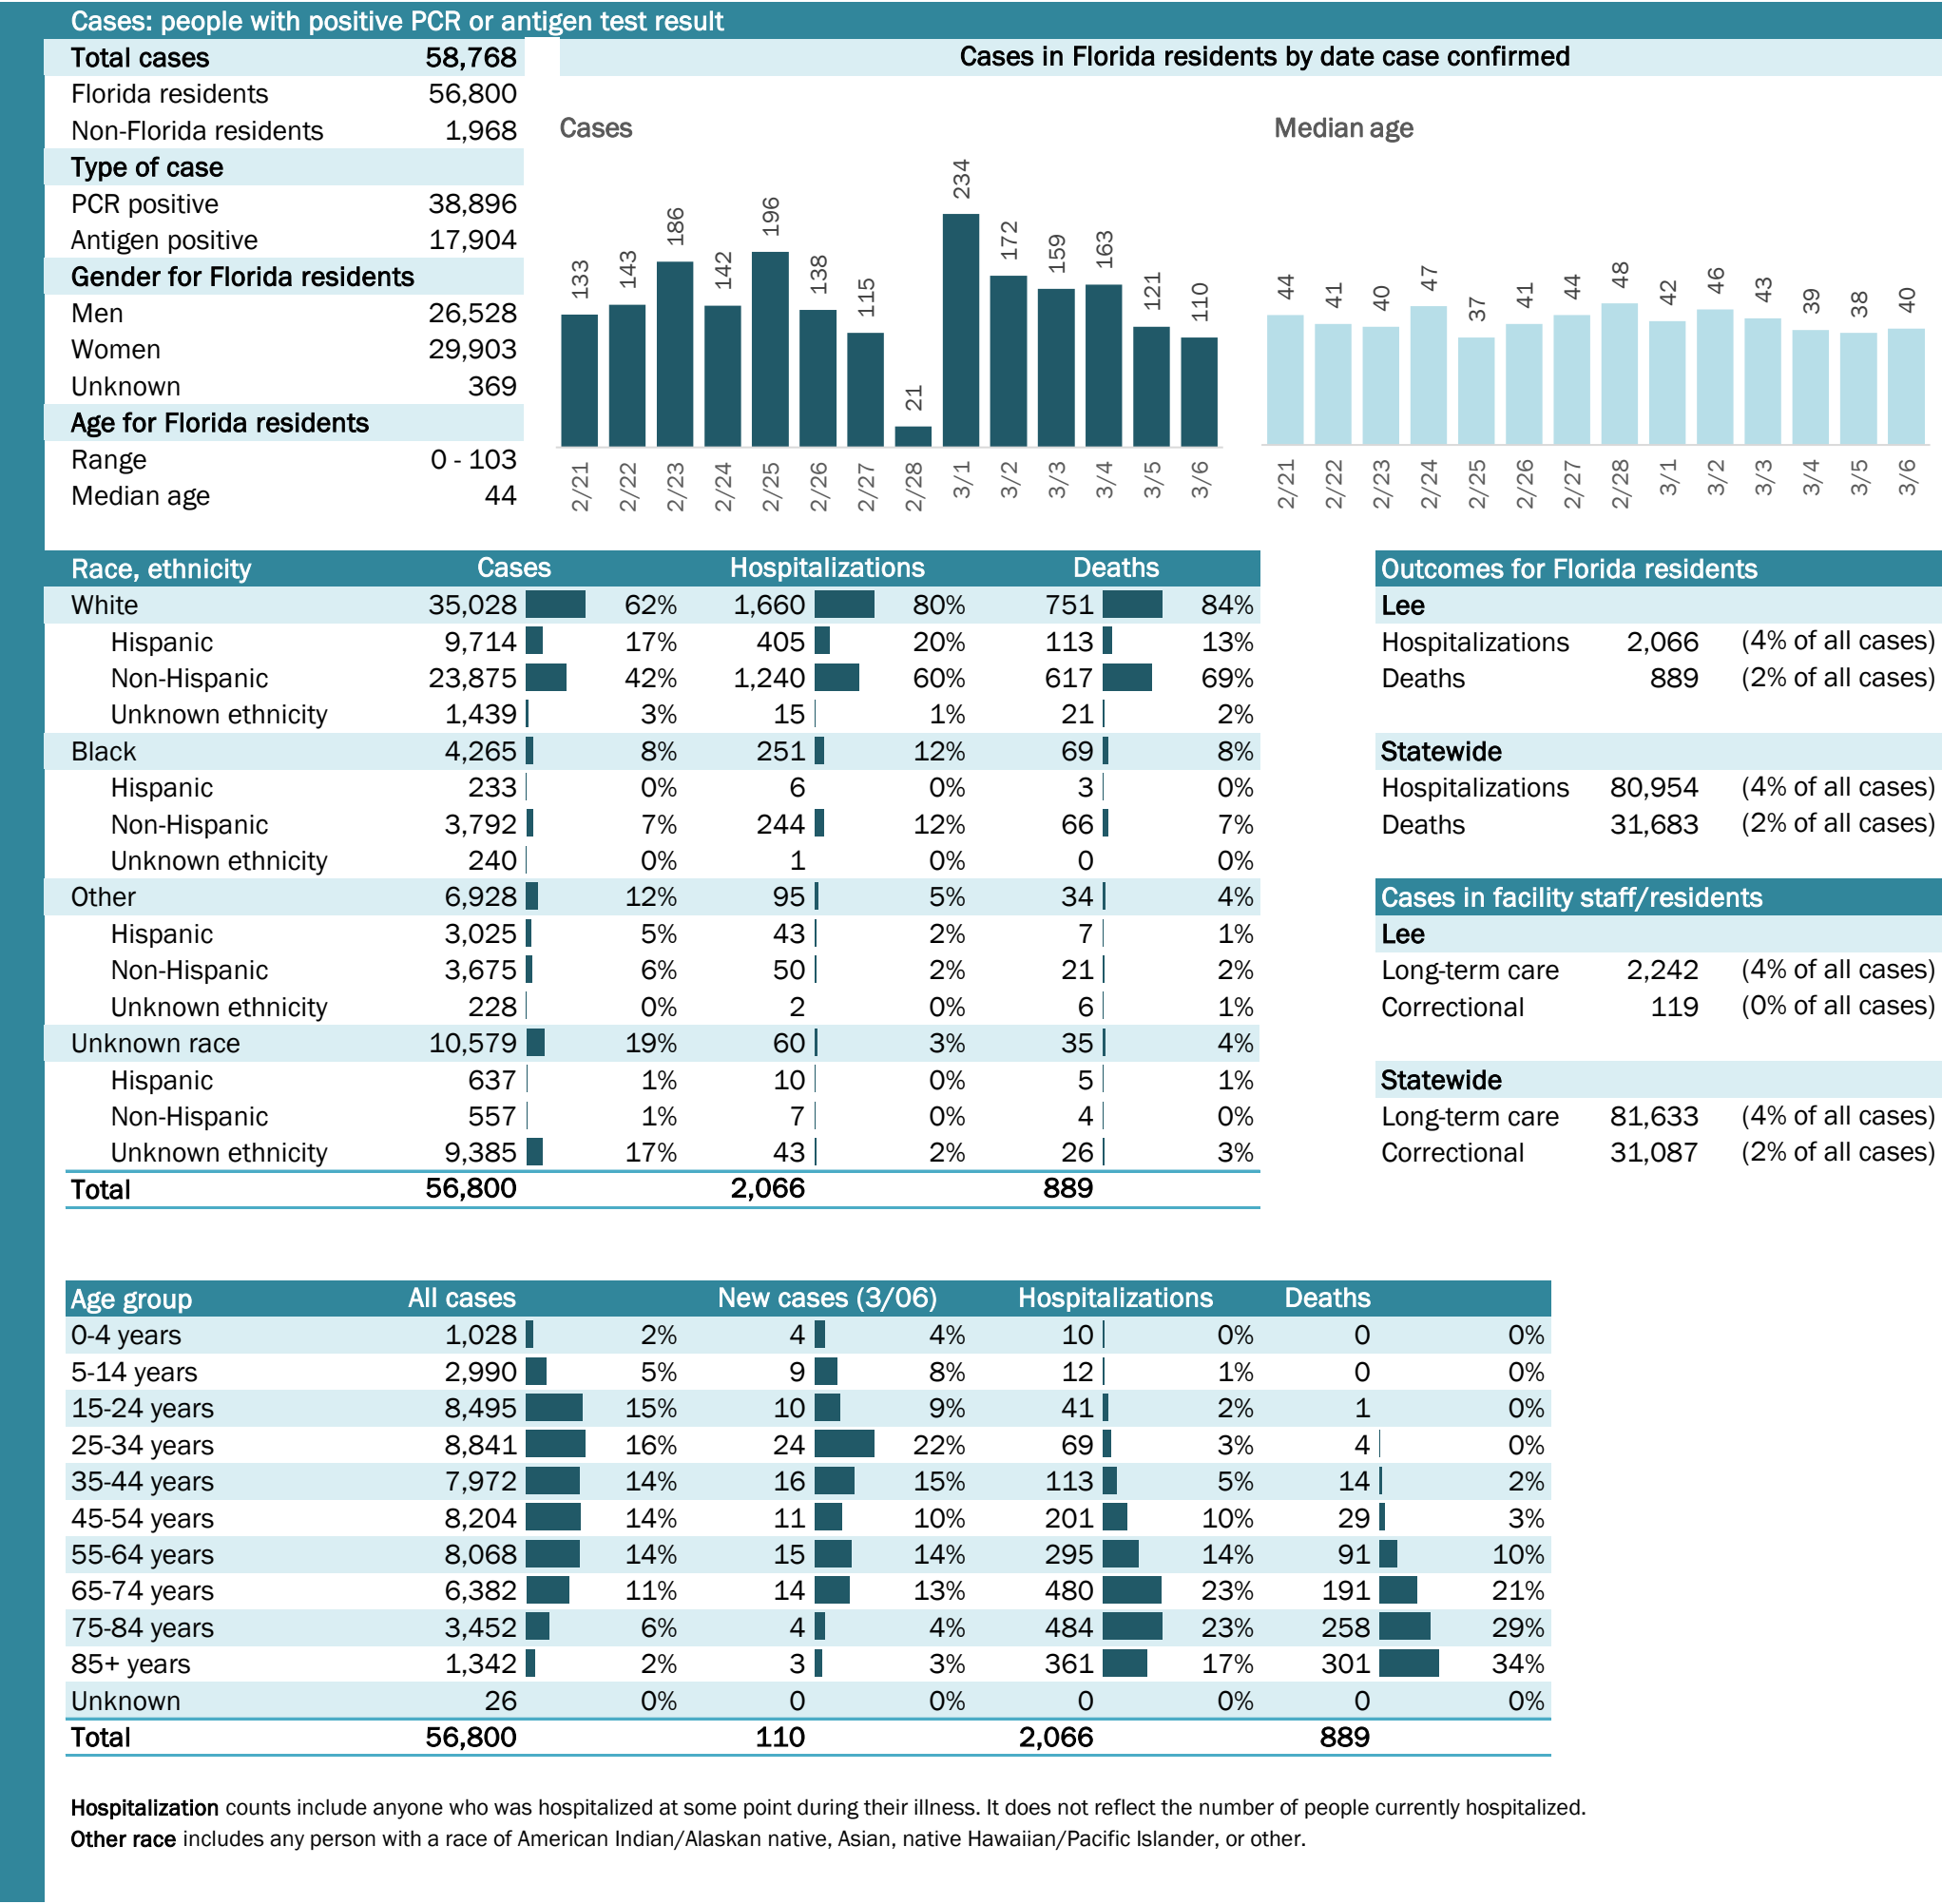 Cases: people with positive PCR or antigen test result
Total cases 58,768
Florida residents 56,800
Non-Florida residents 1,968
Type of case
PCR positive 38,896
Antigen positive 17,904
Gender for Florida residents
Men 26,528
Women 29,903
Unknown 369
Age for Florida residents
Range 0 - 103
Median age 44
Cases in Florida residents by date case confirmed
Cases
133 143 186 142 196 138 115 21 234 172 159 163 121 110
2/21 2/22 2/23 2/24 2/25 2/26 2/27 2/28 3/1 3/2 3/3 3/4 3/5 3/6
Median age
44 41 40 47 37 41 44 48 42 46 43 39 38 40
2/21 2/22 2/23 2/24 2/25 2/26 2/27 2/28 3/1 3/2 3/3 3/4 3/5 3/6
Race, ethnicity Cases Hospitalizations Deaths
White 35,028 62% 1,660 80% 751 84%
Hispanic 9,714 17% 405 20% 113 13%
Non-Hispanic 23,875 42% 1,240 60% 617 69%
Unknown ethnicity 1,439 3% 15 1% 21 2%
Black 4,265 8% 251 12% 69 8%
Hispanic 233 0% 6 0% 3 0%
Non-Hispanic 3,792 7% 244 12% 66 7%
Unknown ethnicity 240 0% 1 0% 0 0%
Other 6,928 12% 95 5% 34 4%
Hispanic 3,025 5% 43 2% 7 1%
Non-Hispanic 3,675 6% 50 2% 21 2%
Unknown ethnicity 228 0% 2 0% 6 1%
Unknown race 10,579 19% 60 3% 35 4%
Hispanic 637 1% 10 0% 5 1%
Non-Hispanic 557 1% 7 0% 4 0%
Unknown ethnicity 9,385 17% 43 2% 26 3%
Total 56,800 2,066 889
Outcomes for Florida residents
Lee
Hospitalizations 2,066 (4% of all cases)
Deaths 889 (2% of all cases)
Statewide
Hospitalizations 80,954 (4% of all cases)
Deaths 31,683 (2% of all cases)
Cases in facility staff/residents
Lee
Long-term care 2,242 (4% of all cases)
Correctional 119 (0% of all cases)
Statewide
Long-term care 81,633 (4% of all cases)
Correctional 31,087 (2% of all cases)
Age group All cases New cases (3/06) Hospitalizations Deaths
0-4 years 1,028 2% 4 4% 10 0% 0 0%
5-14 years 2,990 5% 9 8% 12 1% 0 0%
15-24 years 8,495 15% 10 9% 41 2% 1 0%
25-34 years 8,841 16% 24 22% 69 3% 4 0%
35-44 years 7,972 14% 16 15% 113 5% 14 2%
45-54 years 8,204 14% 11 10% 201 10% 29 3%
55-64 years 8,068 14% 15 14% 295 14% 91 10%
65-74 years 6,382 11% 14 13% 480 23% 191 21%
75-84 years 3,452 6% 4 4% 484 23% 258 29%
85+ years 1,342 2% 3 3% 361 17% 301 34%
Unknown 26 0% 0 0% 0 0% 0 0%
Total 56,800 110 2,066 889
Hospitalization counts include anyone who was hospitalized at some point during their illness. It does not reflect the number of people currently hospitalized.
Other race includes any person with a race of American Indian/Alaskan native, Asian, native Hawaiian/Pacific Islander, or other.